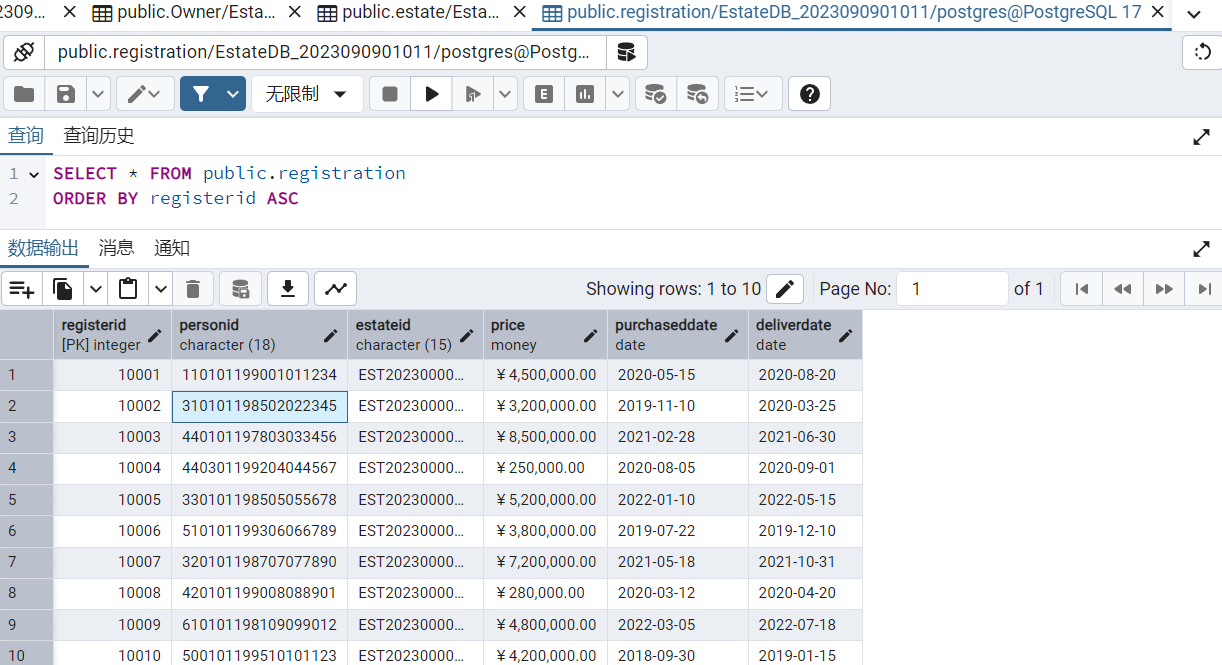 2309... public.Owner/Esta... public.estate/Esta... public.registration/EstateDB_2023090901011/postgres@PostgreSQL 17
public.registration/EstateDB_2023090901011/postgres@Postg...
无限制 E
查询 查询历史
1 SELECT * FROM public.registration
2 ORDER BY registerid ASC
数据输出 消息 通知
Showing rows: 1 to 10 Page No: 1 of 1
registerid personid estateid price purchaseddate deliverdate
[PK] integer character (18) character (15) money date date
1 10001 110101199001011234 EST20230000... ¥4,500,000.00 2020-05-15 2020-08-20
2 10002 310101198502022345 EST20230000... ¥3,200,000.00 2019-11-10 2020-03-25
3 10003 440101197803033456 EST20230000... ¥8,500,000.00 2021-02-28 2021-06-30
4 10004 440301199204044567 EST20230000... ¥250,000.00 2020-08-05 2020-09-01
5 10005 330101198505055678 EST20230000... ¥5,200,000.00 2022-01-10 2022-05-15
6 10006 510101199306066789 EST20230000... ¥3,800,000.00 2019-07-22 2019-12-10
7 10007 320101198707077890 EST20230000... ¥7,200,000.00 2021-05-18 2021-10-31
8 10008 420101199008088901 EST20230000... ¥280,000.00 2020-03-12 2020-04-20
9 10009 610101198109099012 EST20230000... ¥4,800,000.00 2022-03-05 2022-07-18
10 10010 500101199510101123 EST20230000... ¥4,200,000.00 2018-09-30 2019-01-15